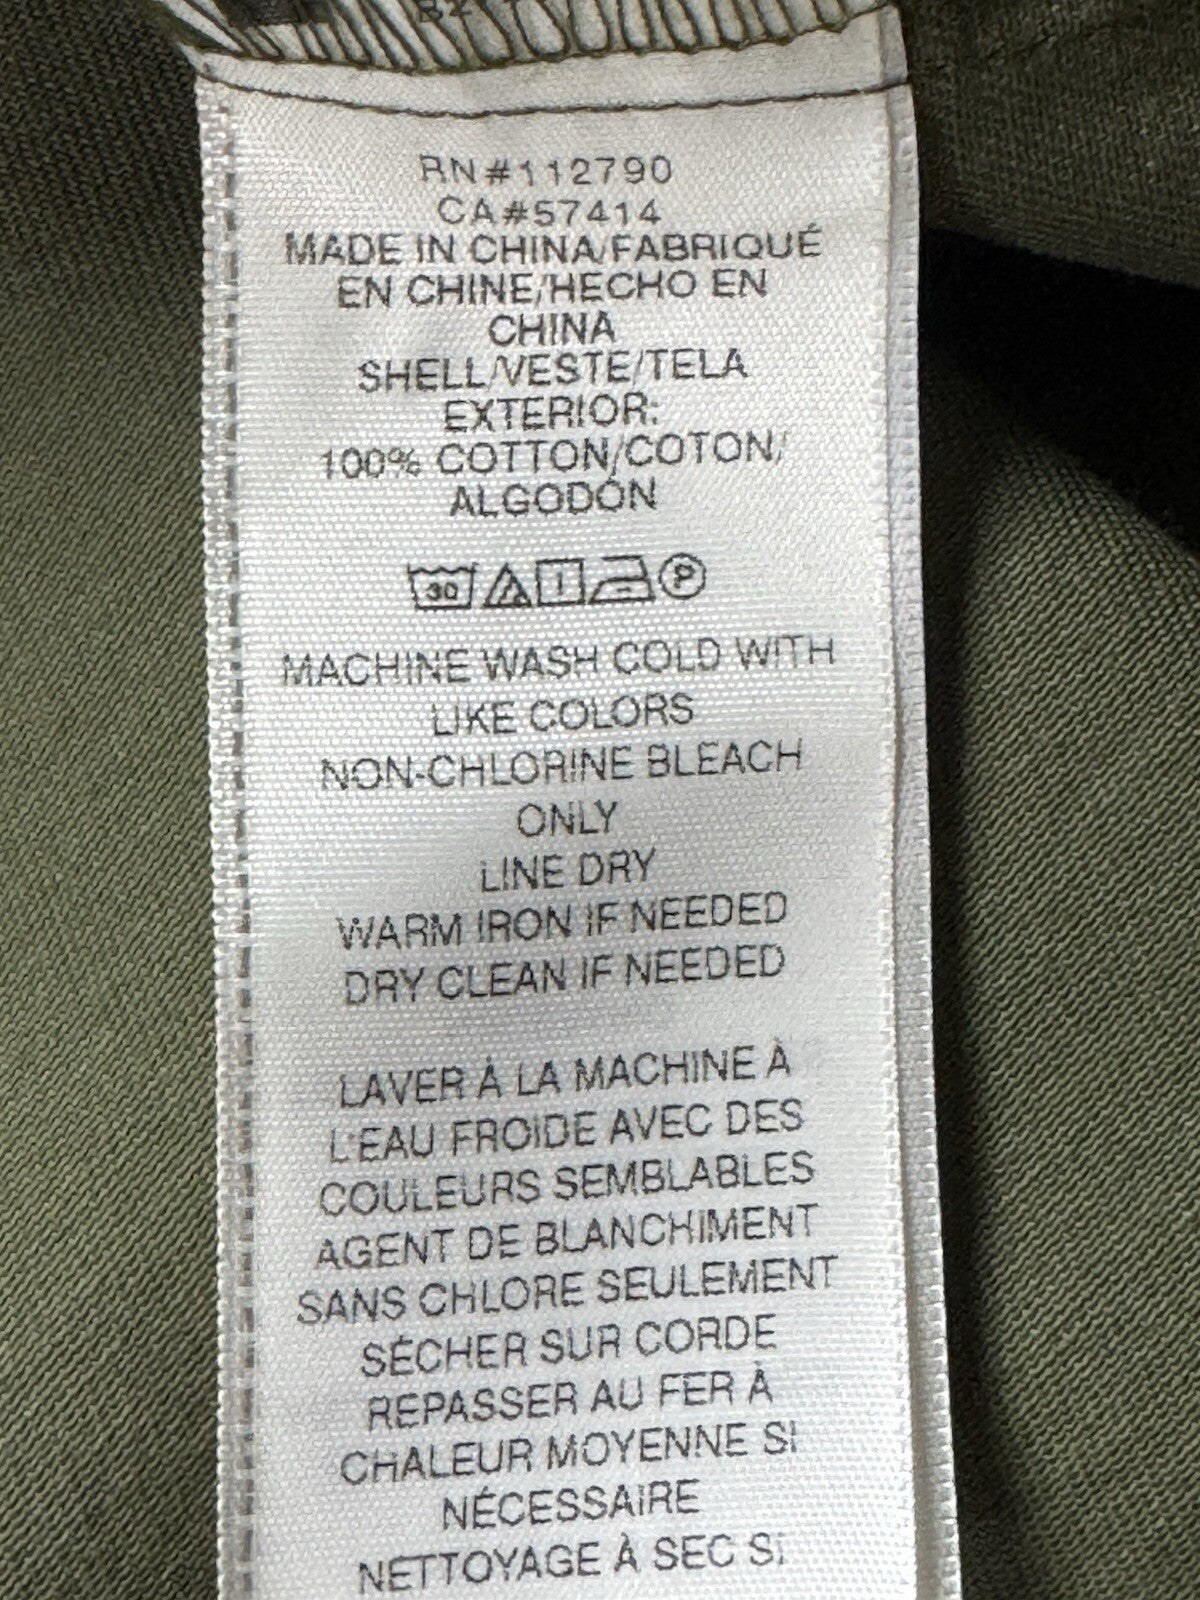 RN#112790
CA#57414
MADE IN CHINA/FABRIQUÉ
EN CHINE/HECHO EN
CHINA
SHELL/VESTE/TELA
EXTERIOR:
100% COTTON/COTON/
ALGODÓN
30 P
MACHINE WASH COLD WITH
LIKE COLORS
NON-CHLORINE BLEACH
ONLY
LINE DRY
WARM IRON IF NEEDED
DRY CLEAN IF NEEDED
LAVER À LA MACHINE À
L'EAU FROIDE AVEC DES
COULEURS SEMBLABLES
AGENT DE BLANCHIMENT
SANS CHLORE SEULEMENT
SÉCHER SUR CORDE
REPASSER AU FER À
CHALEUR MOYENNE SI
NÉCESSAIRE
NETTOYAGE À SEC SI